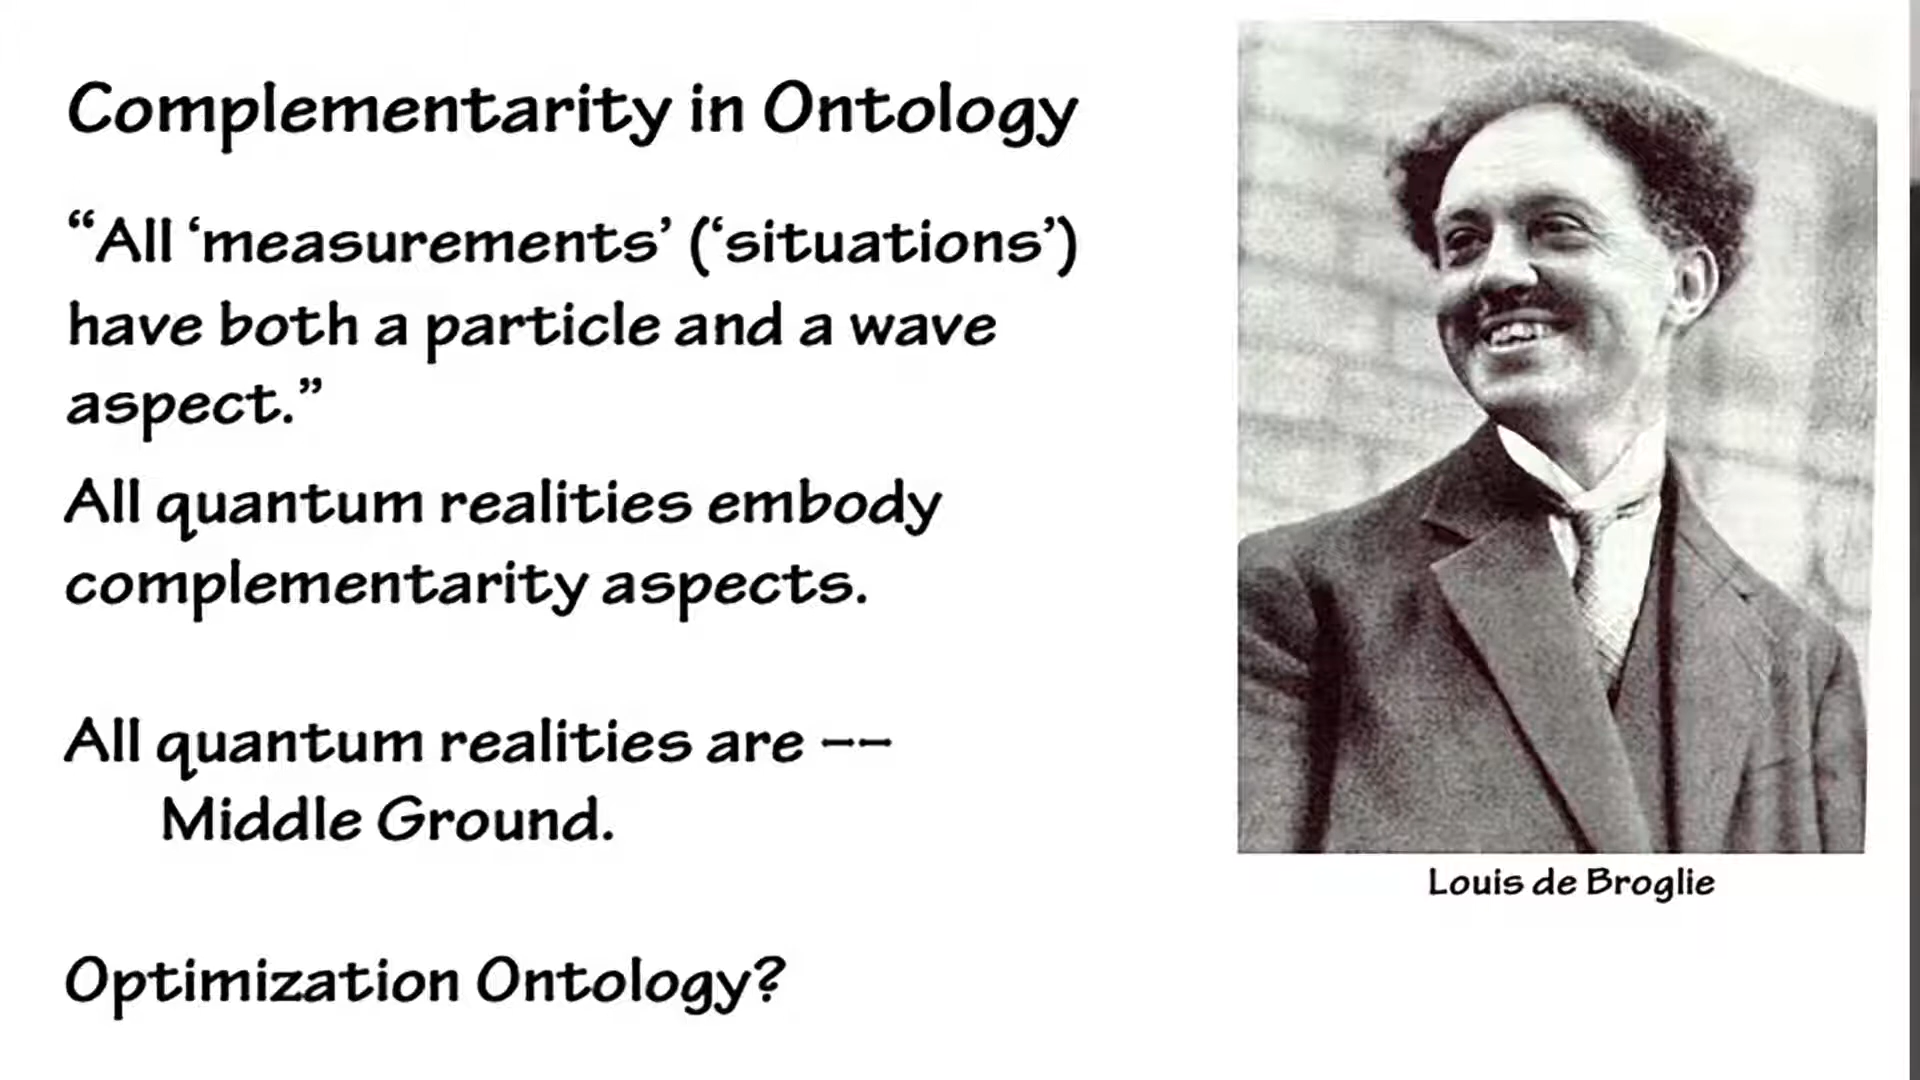 Complementarity in Ontology
“All ‘measurements’ (‘situations’)
have both a particle and a wave
aspect.”
All quantum realities embody
complementarity aspects.
All quantum realities are --
Middle Ground.
Optimization Ontology?
Louis de Broglie